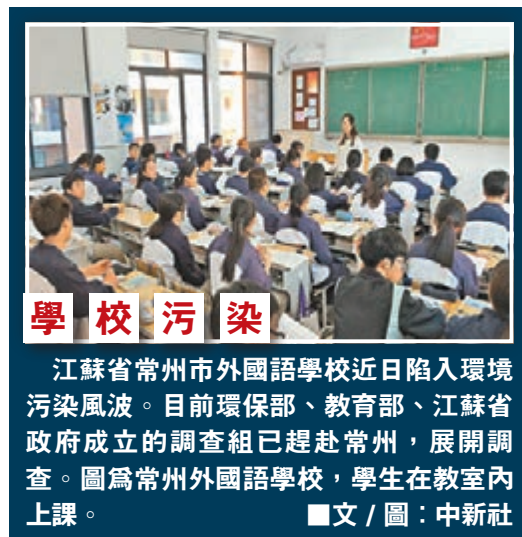 學校污染
江蘇省常州市外國語學校近日陷入環境
污染風波。目前環保部、教育部、江蘇省
政府成立的調查組已趕赴常州，展開調
查。圖爲常州外國語學校，學生在教室內
上課。 ■文 / 圖：中新社